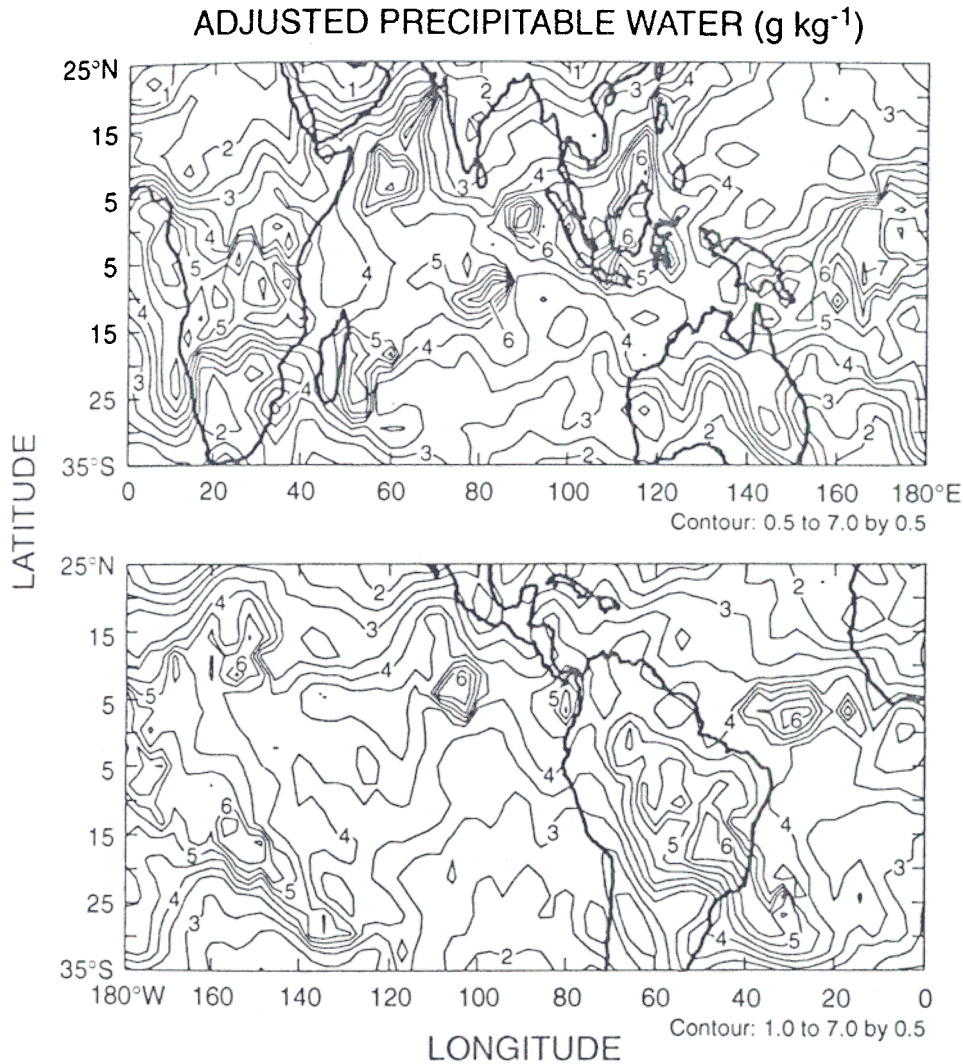 ADJUSTED PRECIPITABLE WATER (g kg-1)
25°N
15
5
5
15
25
35°S
0 20 40 60 80 100 120 140 160 180°E
Contour: 0.5 to 7.0 by 0.5
LATITUDE
25°N
15
5
5
15
25
35°S
180°W 160 140 120 100 80 60 40 20 0
Contour: 1.0 to 7.0 by 0.5
LONGITUDE